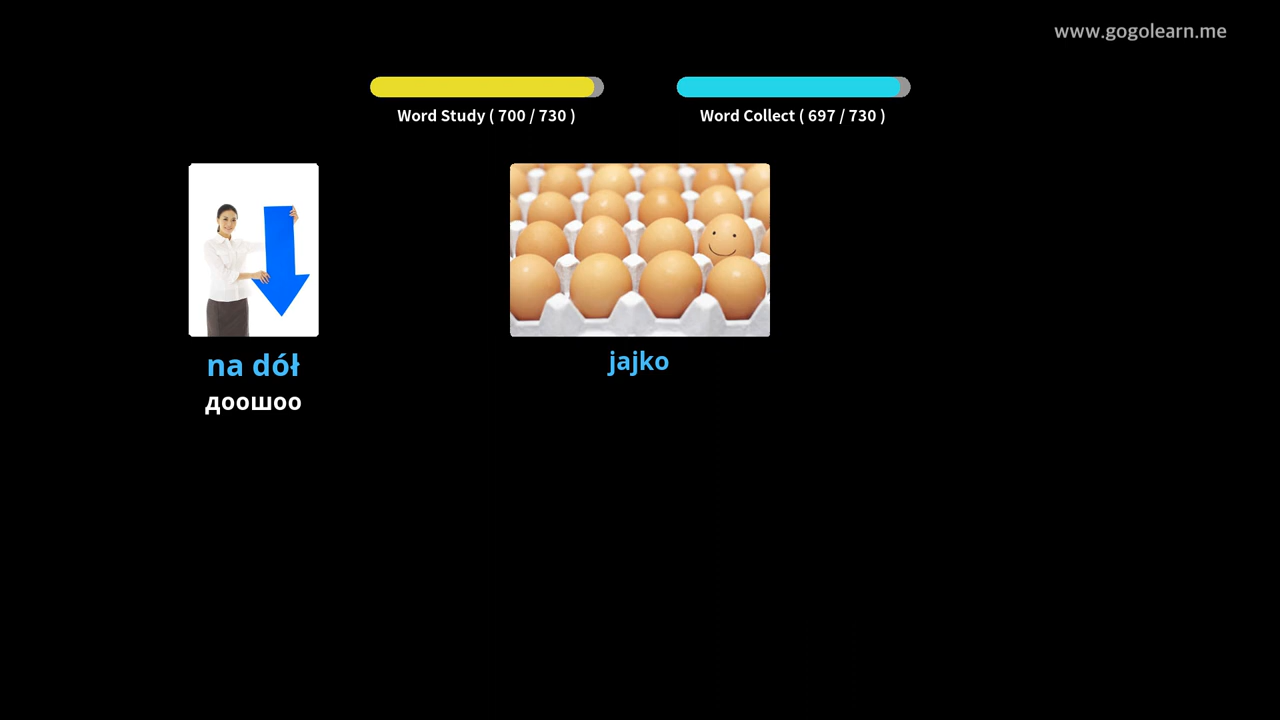 www.gogolearn.me
Word Study ( 700 / 730 )
Word Collect ( 697 / 730 )
na dół
доошоо
jajko